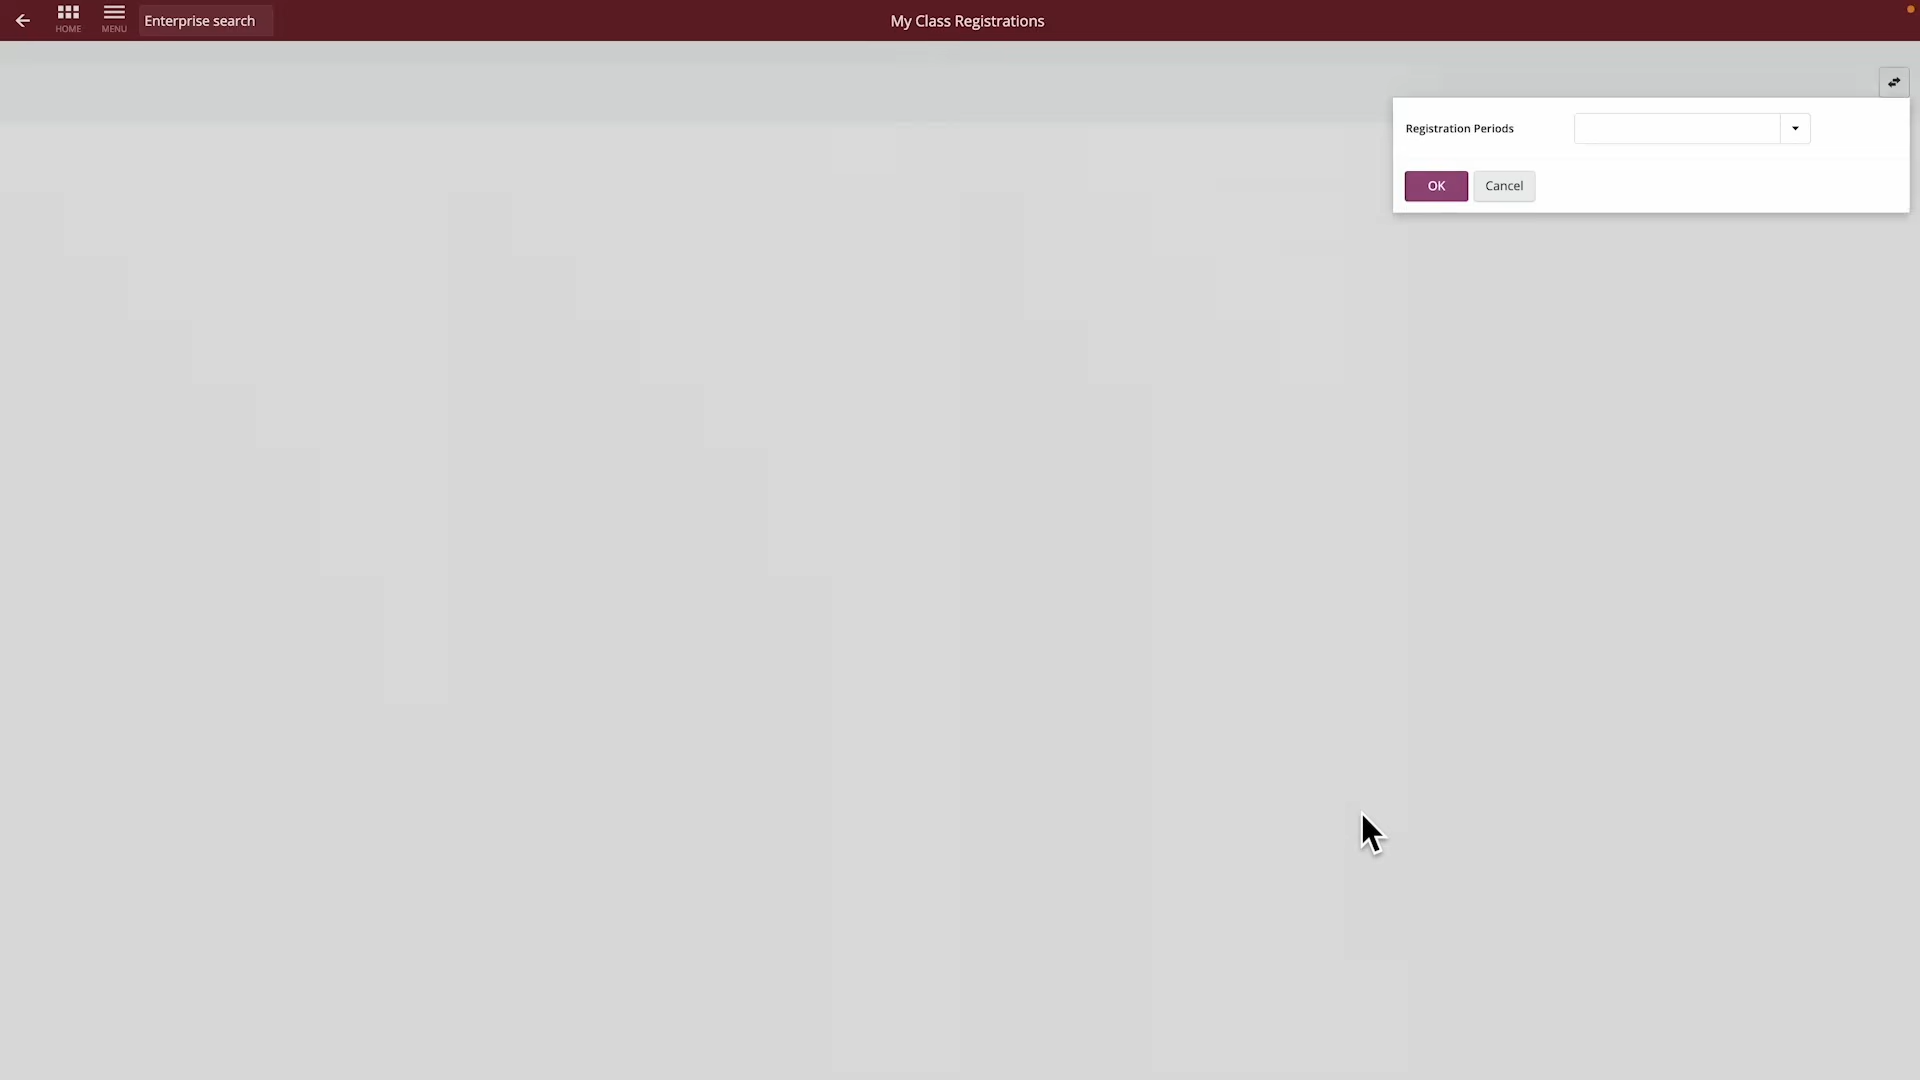 HOME
MENU
Enterprise search
My Class Registrations
Registration Periods
OK
Cancel